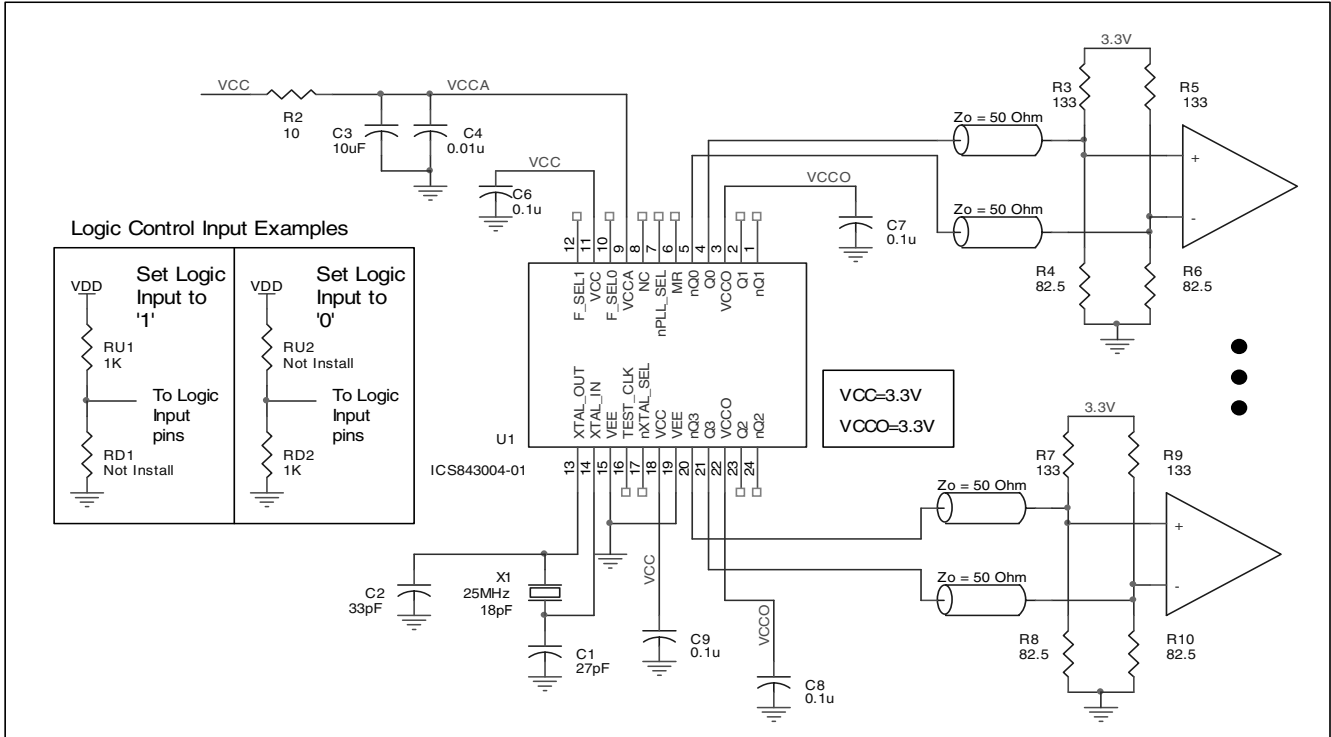 VCC
R2
10
VCCA
C3
10uF
C4
0.01u
VCC
C6
0.1u
VCCO
C7
0.1u
Zo = 50 Ohm
Zo = 50 Ohm
3.3V
R3
133
R5
133
R4
82.5
R6
82.5
+
-
Logic Control Input Examples
VDD
Set Logic
Input to
'1'
RU1
1K
To Logic
Input
pins
RD1
Not Install
VDD
Set Logic
Input to
'0'
RU2
Not Install
To Logic
Input
pins
RD2
1K
12
11
10
9
8
7
6
5
4
3
2
1
F_SEL1
VCC
F_SEL0
VCCA
NC
nPLL_SEL
MR
nQ0
Q0
VCCO
Q1
nQ1
XTAL_OUT
XTAL_IN
VEE
TEST_CLK
nXTAL_SEL
VCC
VEE
nQ3
Q3
VCCO
Q2
nQ2
U1
ICS843004-01
13
14
15
16
17
18
19
20
21
22
23
24
VCC=3.3V
VCCO=3.3V
C2
33pF
X1
25MHz
18pF
C1
27pF
VCC
C9
0.1u
VCCO
C8
0.1u
Zo = 50 Ohm
Zo = 50 Ohm
3.3V
R7
133
R9
133
R8
82.5
R10
82.5
+
-